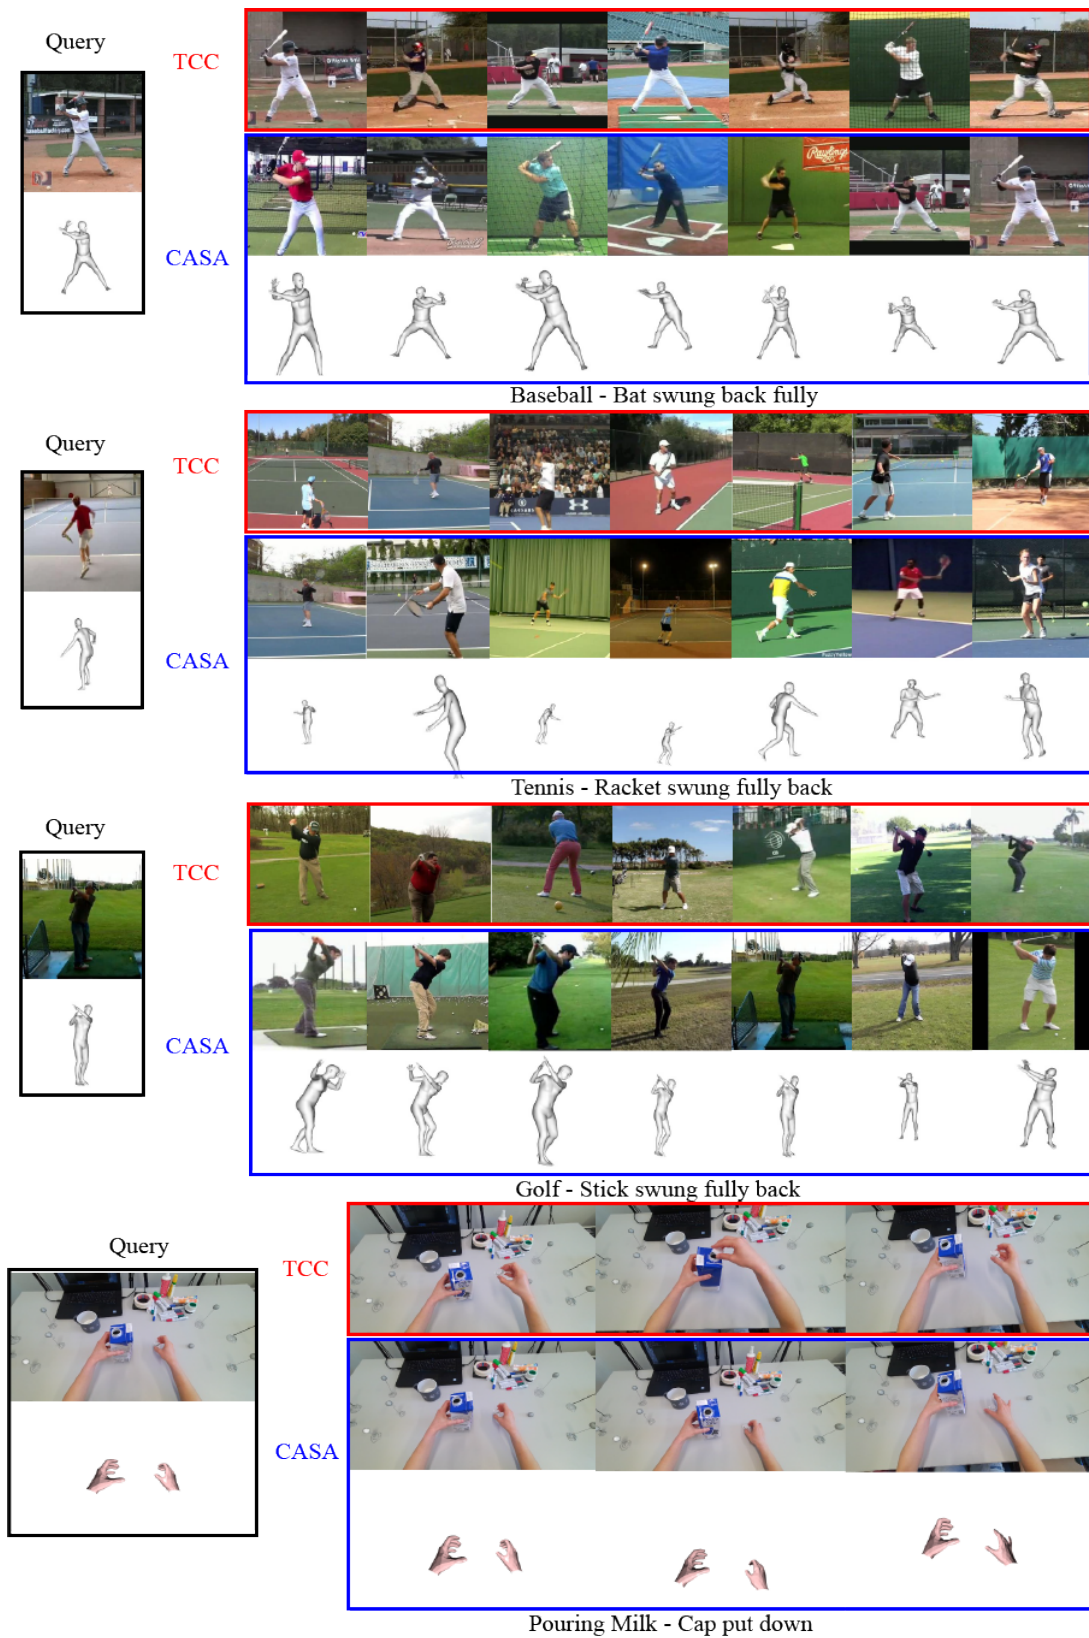 Query
TCC
CASA
Rawlings
Baseball - Bat swung back fully
Query
TCC
CASA
Tennis - Racket swung fully back
Query
TCC
CASA
Golf - Stick swung fully back
Query
TCC
CASA
Pouring Milk - Cap put down